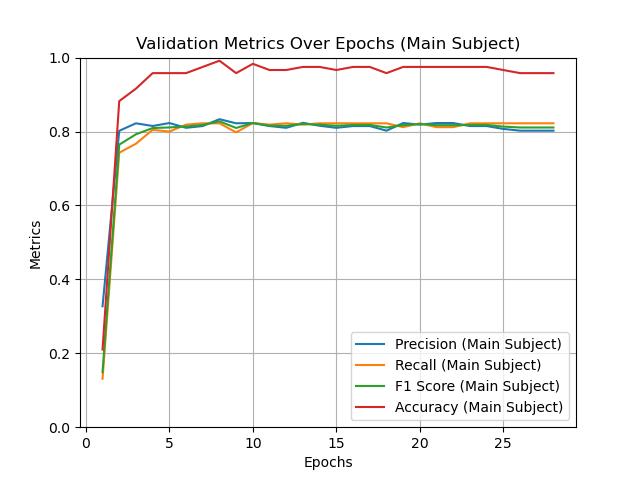 Validation Metrics Over Epochs (Main Subject)
1.0
0.8
0.6
0.4
0.2
0.0
Metrics
0 5 10 15 20 25
Epochs
Precision (Main Subject)
Recall (Main Subject)
F1 Score (Main Subject)
Accuracy (Main Subject)